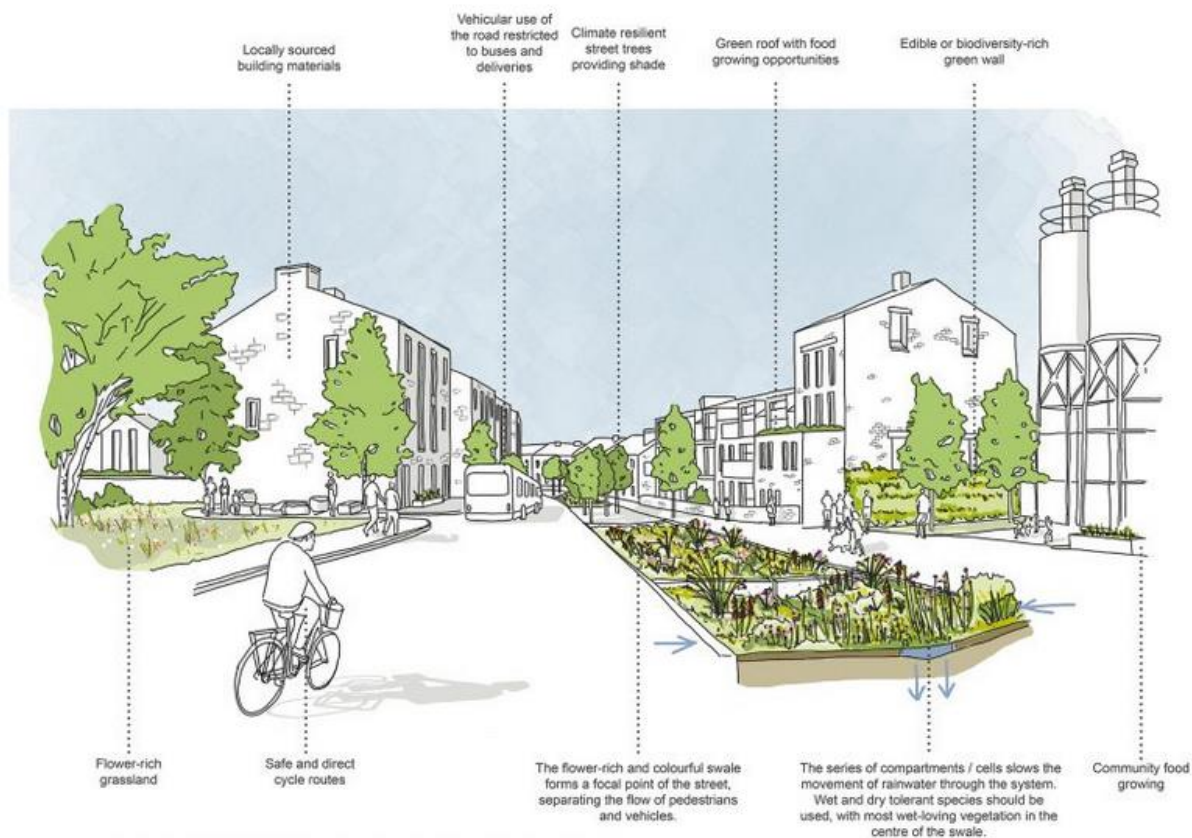 Locally sourced
building materials
Vehicular use of
the road restricted
to buses and
deliveries
Climate resilient
street trees
providing shade
Green roof with food
growing opportunities
Edible or biodiversity-rich
green wall
Flower-rich
grassland
Safe and direct
cycle routes
The flower-rich and colourful swale
forms a focal point of the street,
separating the flow of pedestrians
and vehicles.
The series of compartments / cells slows the
movement of rainwater through the system.
Wet and dry tolerant species should be
used, with most wet-loving vegetation in the
centre of the swale.
Community food
growing